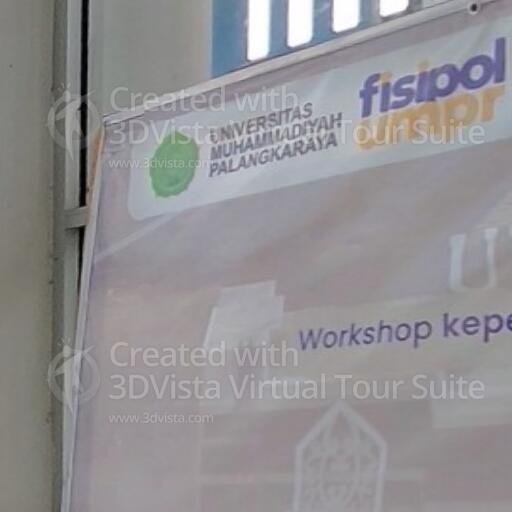 fisipol
umpr
UNIVERSITAS
MUHAMMADIYAH
PALANGKARAYA
Created with
3DVista Virtual Tour Suite
www.3dvista.com
U
Workshop kepe
Created with
3DVista Virtual Tour Suite
www.3dvista.com